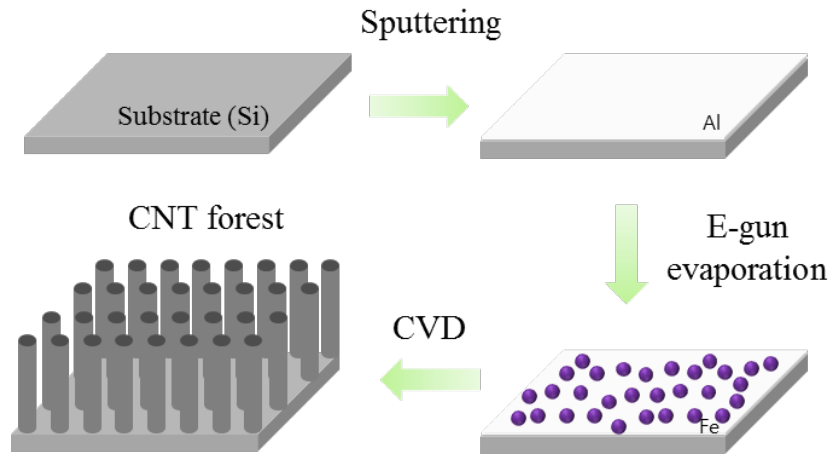 Sputtering
Substrate (Si)
Al
E-gun
evaporation
Fe
CVD
CNT forest